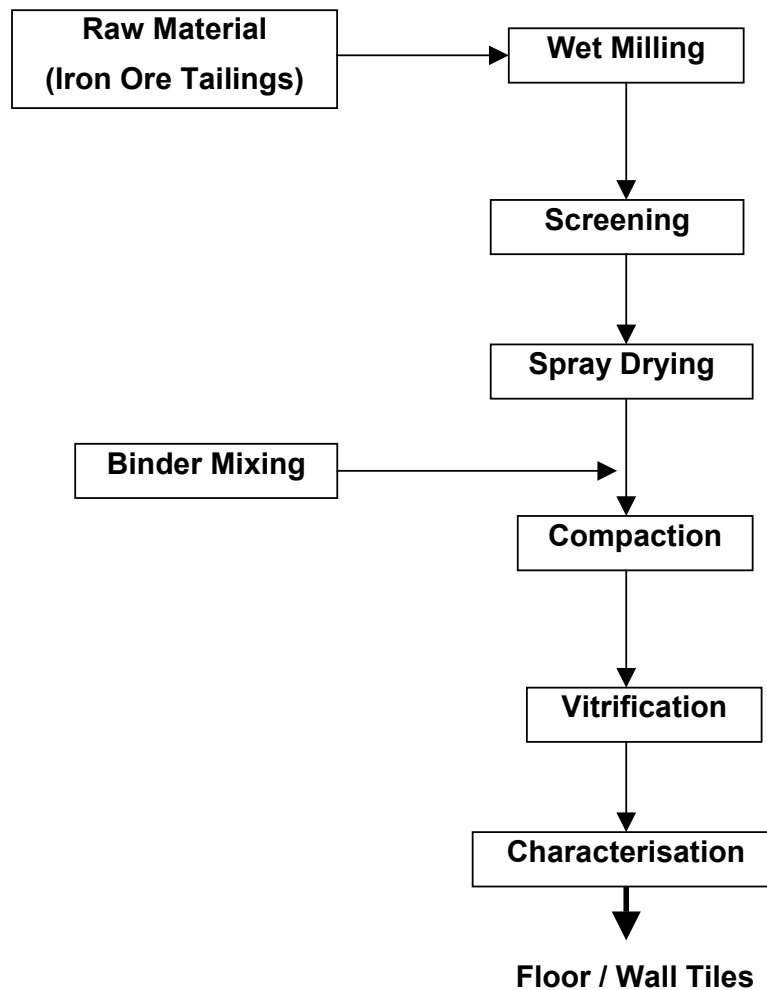 Raw Material
(Iron Ore Tailings)
Wet Milling
Screening
Spray Drying
Binder Mixing
Compaction
Vitrification
Characterisation
Floor / Wall Tiles